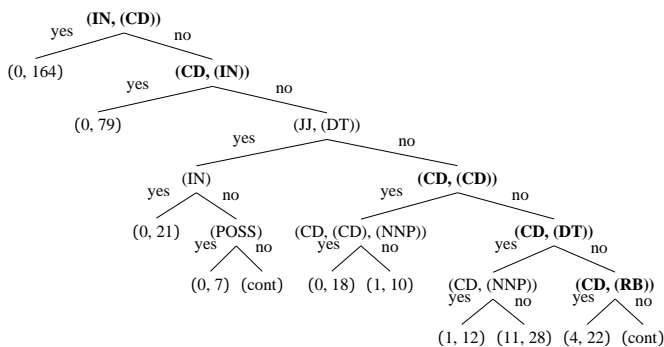 (IN, (CD))
yes no
(0, 164) (CD, (IN))
yes no
(0, 79) (JJ, (DT))
yes no
(IN) (CD, (CD))
yes no yes no
(0, 21) (POSS) (CD, (CD), (NNP)) (CD, (DT))
yes no yes no yes no
(0, 7) (cont) (0, 18) (1, 10) (CD, (NNP)) (CD, (RB))
yes no yes no
(1, 12) (11, 28) (4, 22) (cont)